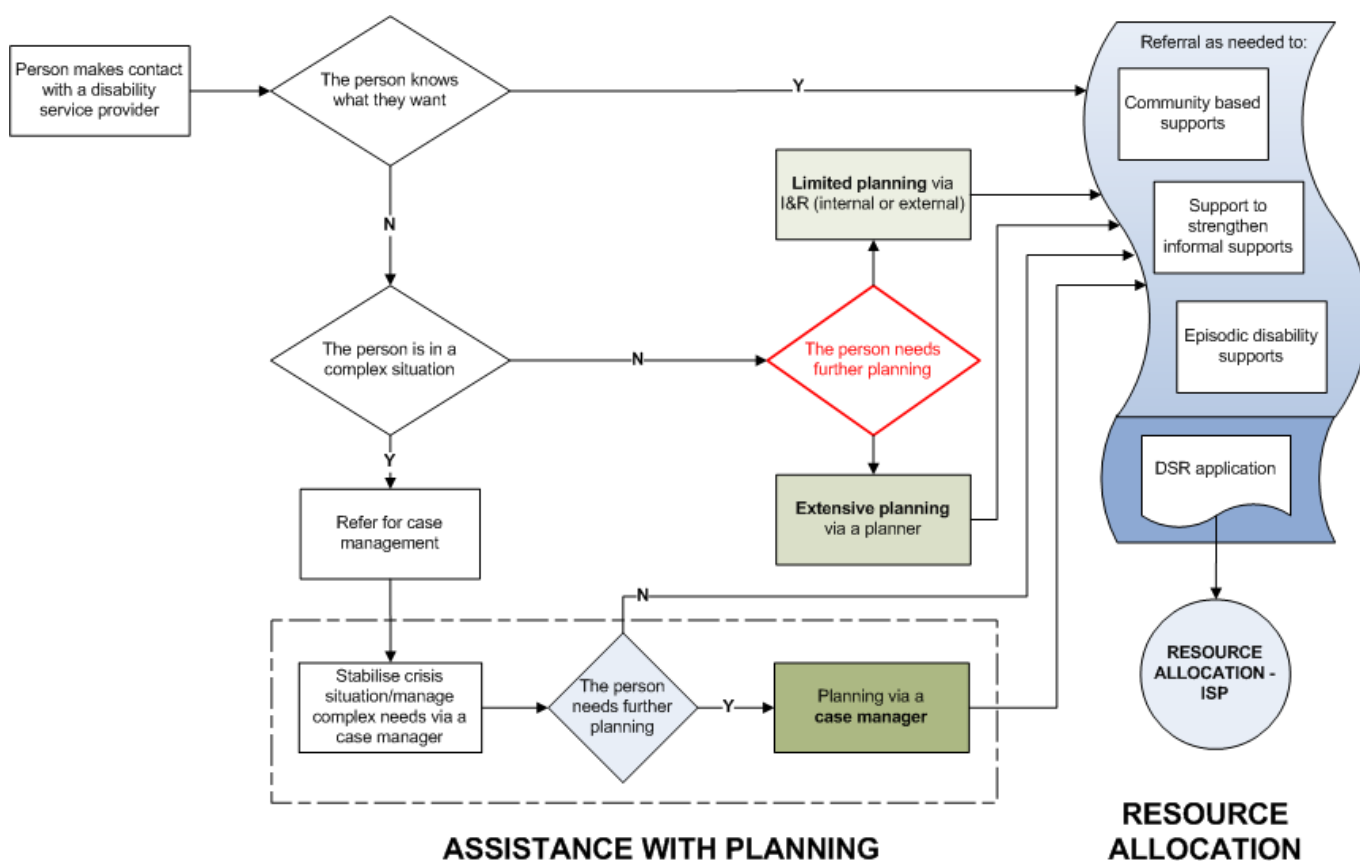 Person makes contact
with a disability
service provider
The person knows
what they want
Y
N
The person is in a
complex situation
N
Y
Refer for case
management
Stabilise crisis
situation/manage
complex needs via a
case manager
The person
needs further
planning
N
Y
Planning via a
case manager
Limited planning via
I&R (internal or external)
The person needs
further planning
Extensive planning
via a planner
Referral as needed to:
Community based
supports
Support to
strengthen
informal supports
Episodic disability
supports
DSR application
RESOURCE
ALLOCATION -
ISP
ASSISTANCE WITH PLANNING
RESOURCE
ALLOCATION